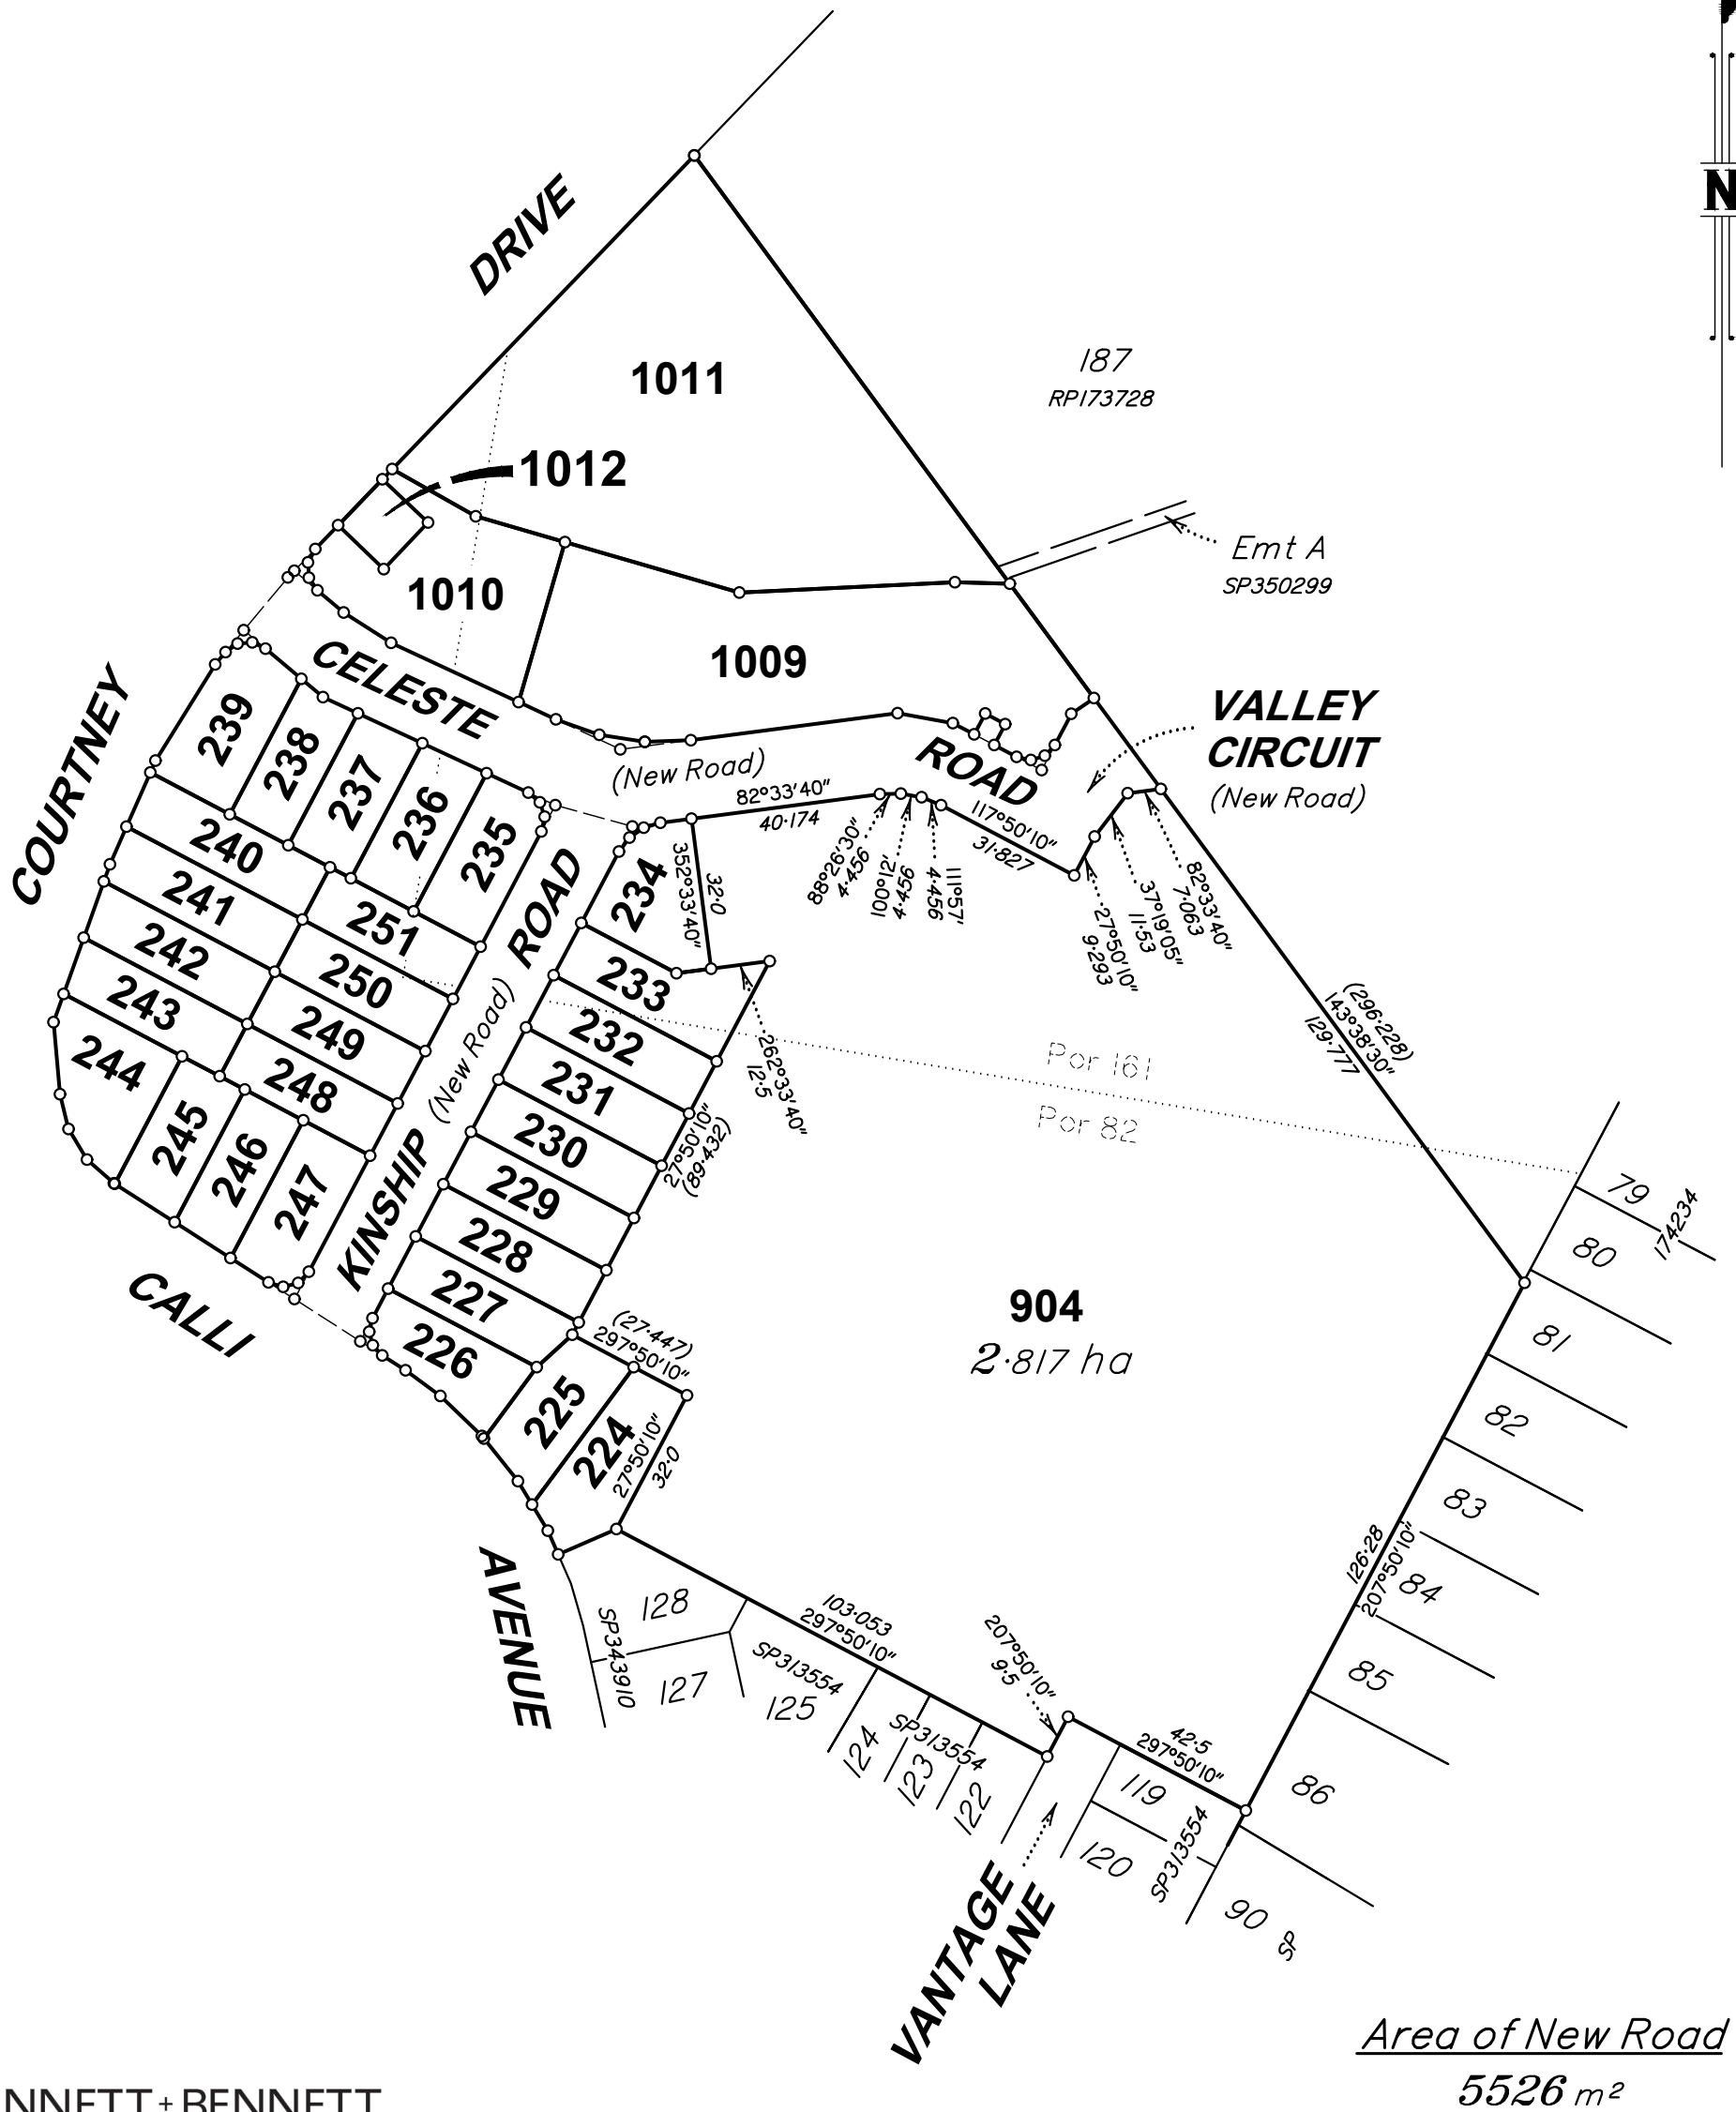 DRIVE
N
1011
187
RP173728
1012
Emt A
SP350299
1010
1009
CELESTE
ROAD
(New Road)
VALLEY
CIRCUIT
(New Road)
COURTNEY
239
238
237
236
235
240
241
242
243
244
245
246
247
248
249
250
251
KINSHIP
(New Road)
ROAD
82°33'40"
40·174
88°26'30"
4·456
100°12'
4·456
111°57'
4·456
117°50'10"
31·827
27°50'10"
9·293
37°19'05"
11·53
82°33'40"
7·063
234
352°33'40"
32·0
233
232
231
230
229
228
227
226
225
224
262°33'40"
12·5
27°50'10"
(89·432)
(296·228)
143°38'30"
129·777
Por 161
Por 82
79
174234
80
81
82
83
84
85
86
904
2·817 ha
(27·447)
297°50'10"
27°50'10"
32·0
CALLI
AVENUE
126·28
207°50'10"
103·053
297°50'10"
207°50'10"
9·5
42·5
297°50'10"
128
SP343910
127
SP313554
125
124
SP313554
123
122
119
120
SP313554
90
SP
VANTAGE
LANE
Area of New Road
5526 m²
NNETT+BENNETT